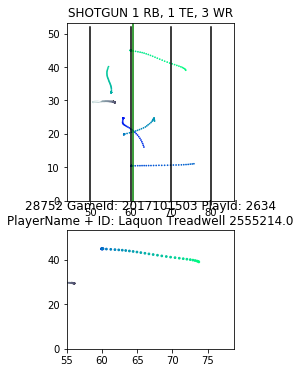 SHOTGUN 1 RB, 1 TE, 3 WR
50
40
30
20
10
0
50 60 70 80
28752 GameId: 2017101503 PlayId: 2634
PlayerName + ID: Laquon Treadwell 2555214.0
40
20
0
55 60 65 70 75